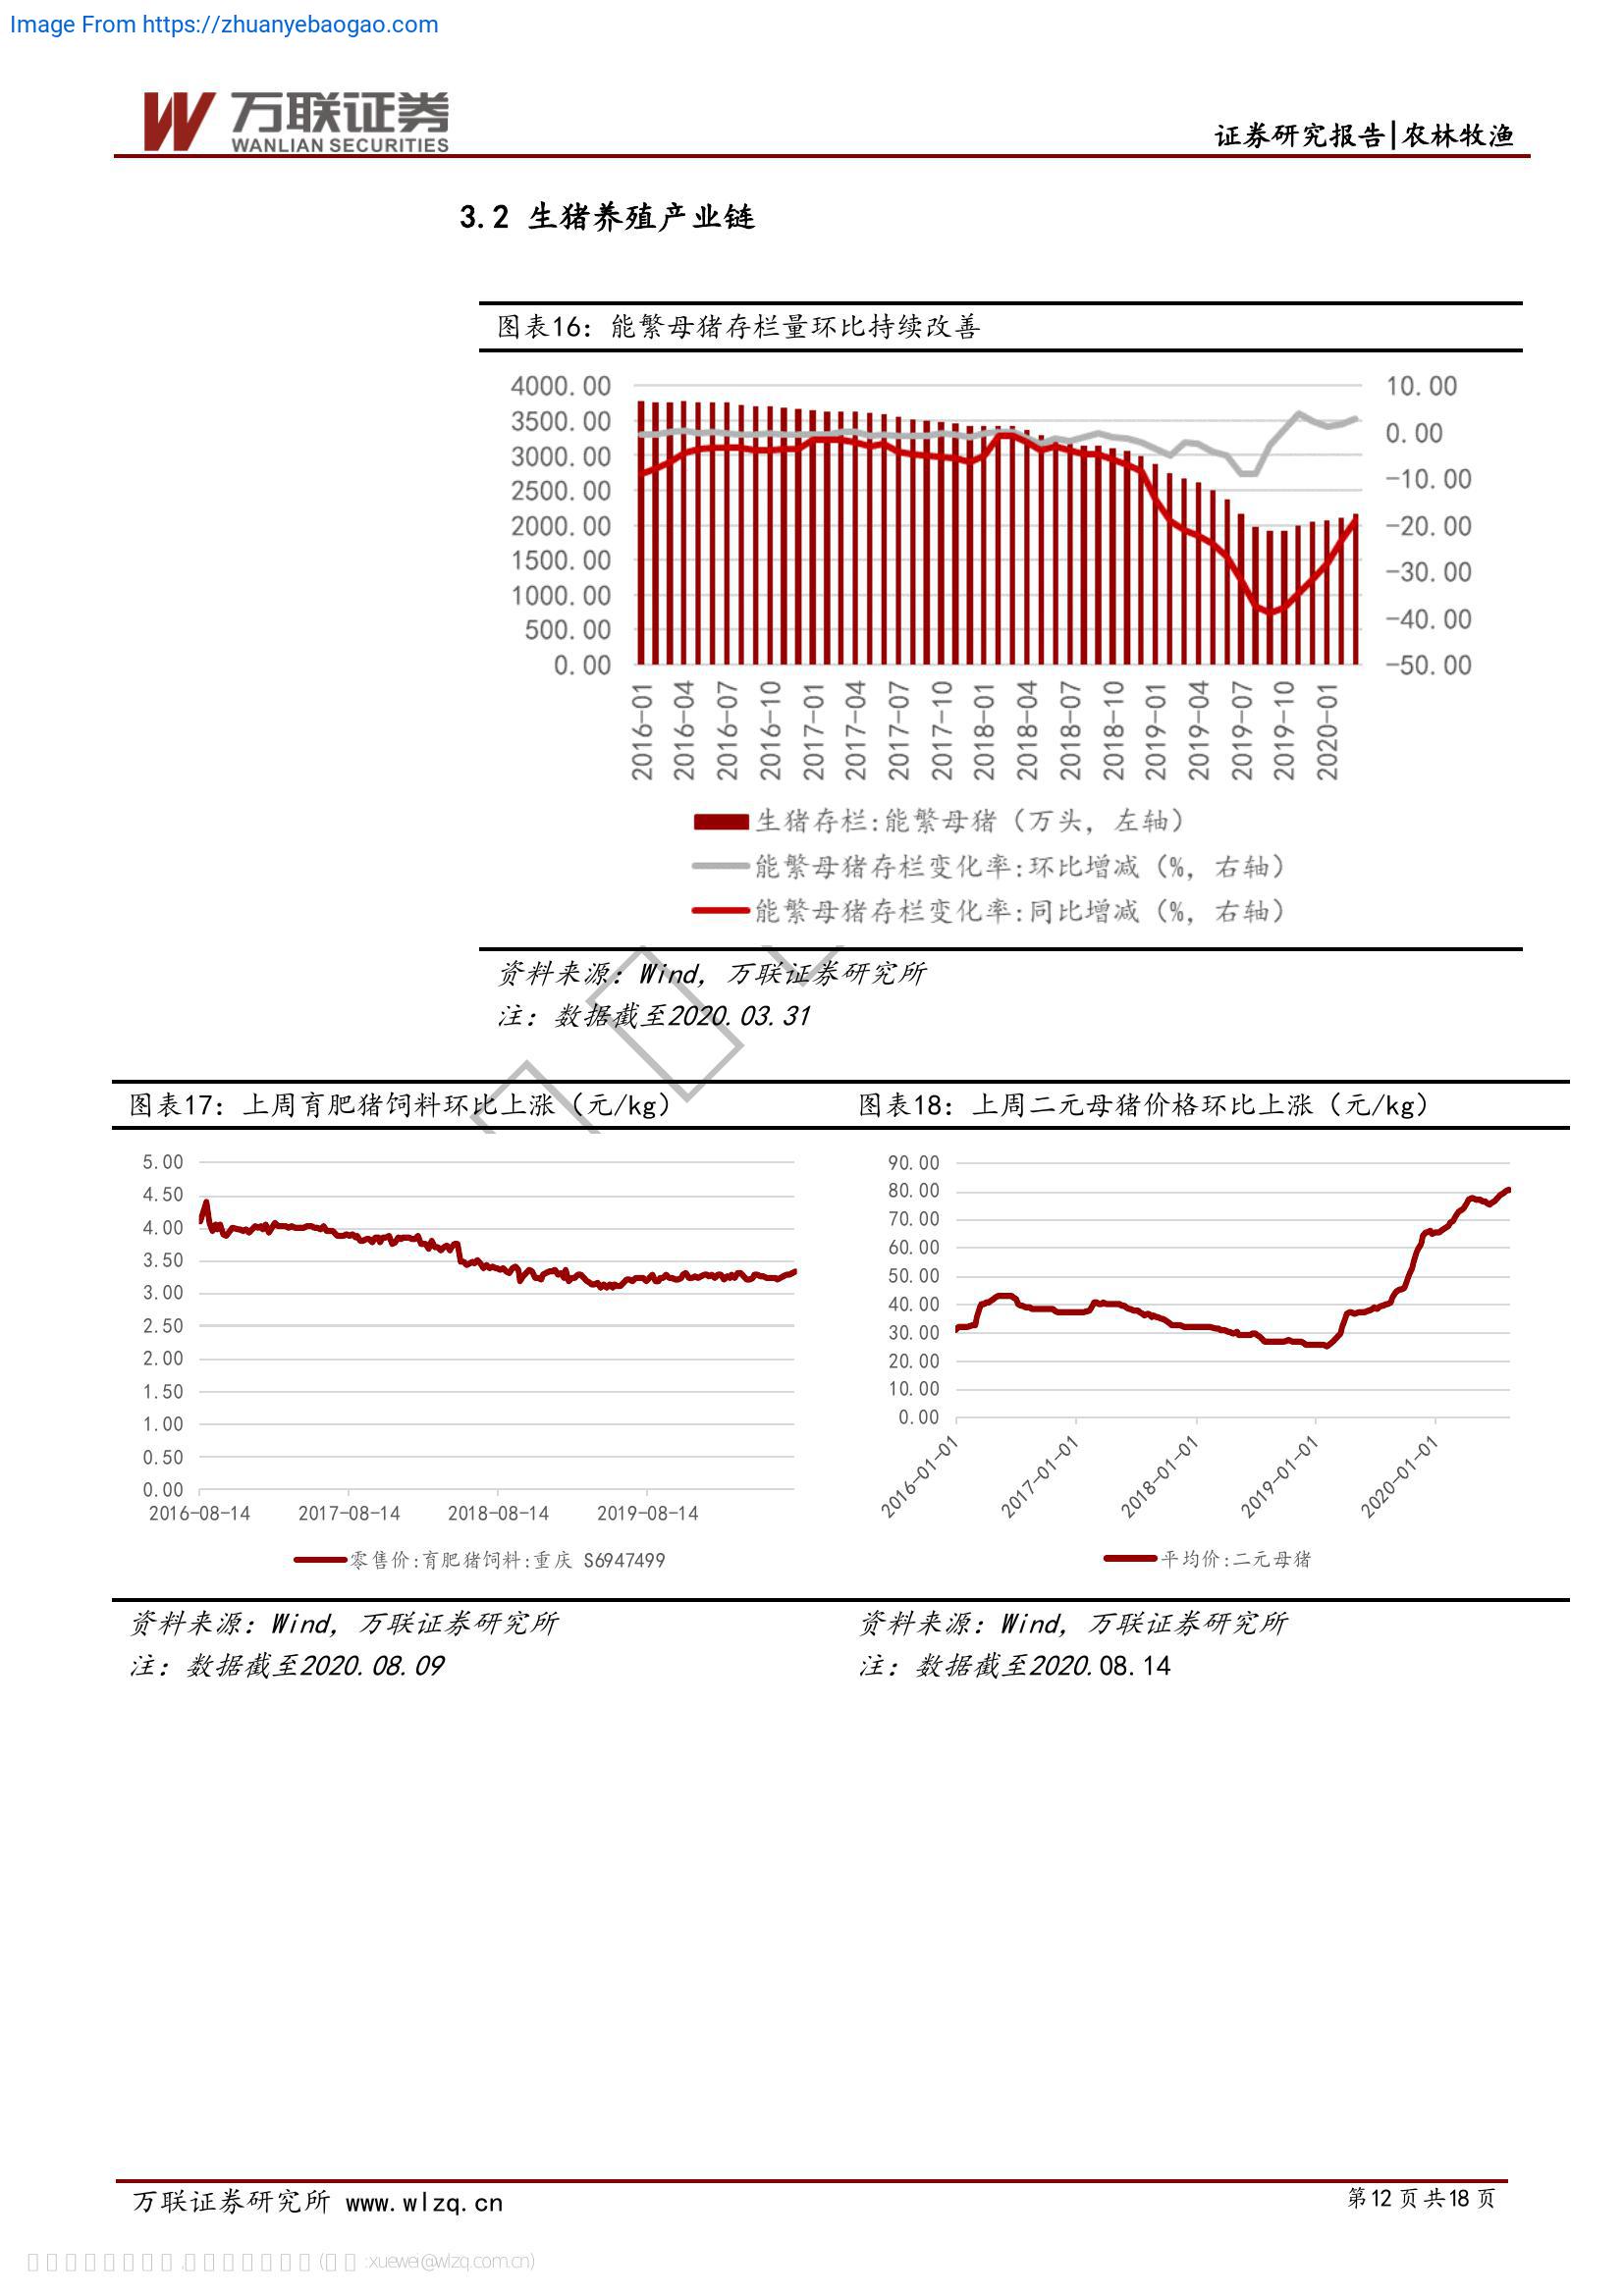 Image From https://zhuanyebaogao.com
万联证券
WANLIAN SECURITIES
证券研究报告|农林牧渔
3.2 生猪养殖产业链
图表16：能繁母猪存栏量环比持续改善
4000.00
3500.00
3000.00
2500.00
2000.00
1500.00
1000.00
500.00
0.00
10.00
0.00
-10.00
-20.00
-30.00
-40.00
-50.00
2016-01
2016-04
2016-07
2016-10
2017-01
2017-04
2017-07
2017-10
2018-01
2018-04
2018-07
2018-10
2019-01
2019-04
2019-07
2019-10
2020-01
生猪存栏:能繁母猪（万头，左轴）
能繁母猪存栏变化率:环比增减（%，右轴）
能繁母猪存栏变化率:同比增减（%，右轴）
资料来源：Wind，万联证券研究所
注：数据截至2020.03.31
图表17：上周育肥猪饲料环比上涨（元/kg）
5.00
4.50
4.00
3.50
3.00
2.50
2.00
1.50
1.00
0.50
0.00
2016-08-14 2017-08-14 2018-08-14 2019-08-14
零售价:育肥猪饲料:重庆 S6947499
资料来源：Wind，万联证券研究所
注：数据截至2020.08.09
图表18：上周二元母猪价格环比上涨（元/kg）
90.00
80.00
70.00
60.00
50.00
40.00
30.00
20.00
10.00
0.00
2016-01-01
2017-01-01
2018-01-01
2019-01-01
2020-01-01
平均价:二元母猪
资料来源：Wind，万联证券研究所
注：数据截至2020.08.14
万联证券研究所 www.wlzq.cn
第12页共18页
xuewei@wlzq.com.cn)